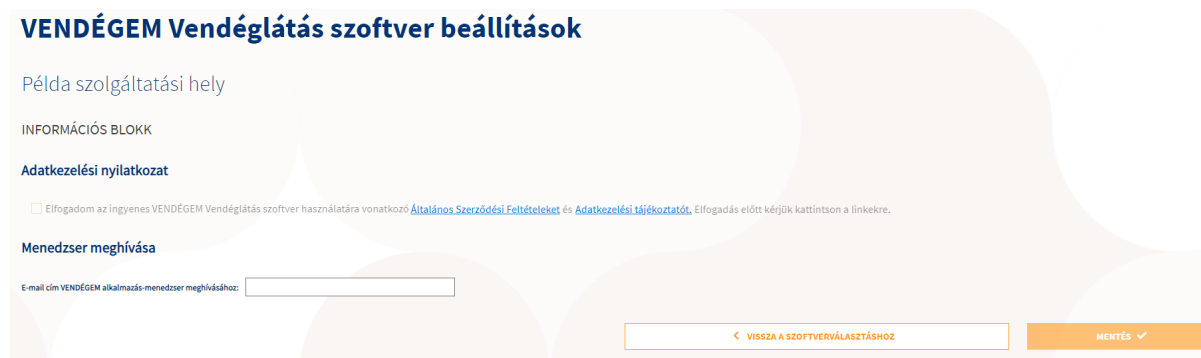 VENDÉGEM Vendéglátás szoftver beállítások
Példa szolgáltatási hely
INFORMÁCIÓS BLOKK
Adatkezelési nyilatkozat
Elfogadom az ingyenes VENDÉGEM Vendéglátás szoftver használatára vonatkozó Általános Szerződési Feltételeket és Adatkezelési tájékoztatót. Elfogadás előtt kérjük kattintson a linkekre.
Menedzser meghívása
E-mail cím VENDÉGEM alkalmazás-menedzser meghívásához:
VISSZA A SZOFTVERVÁLASZTÁSHOZ
MENTÉS